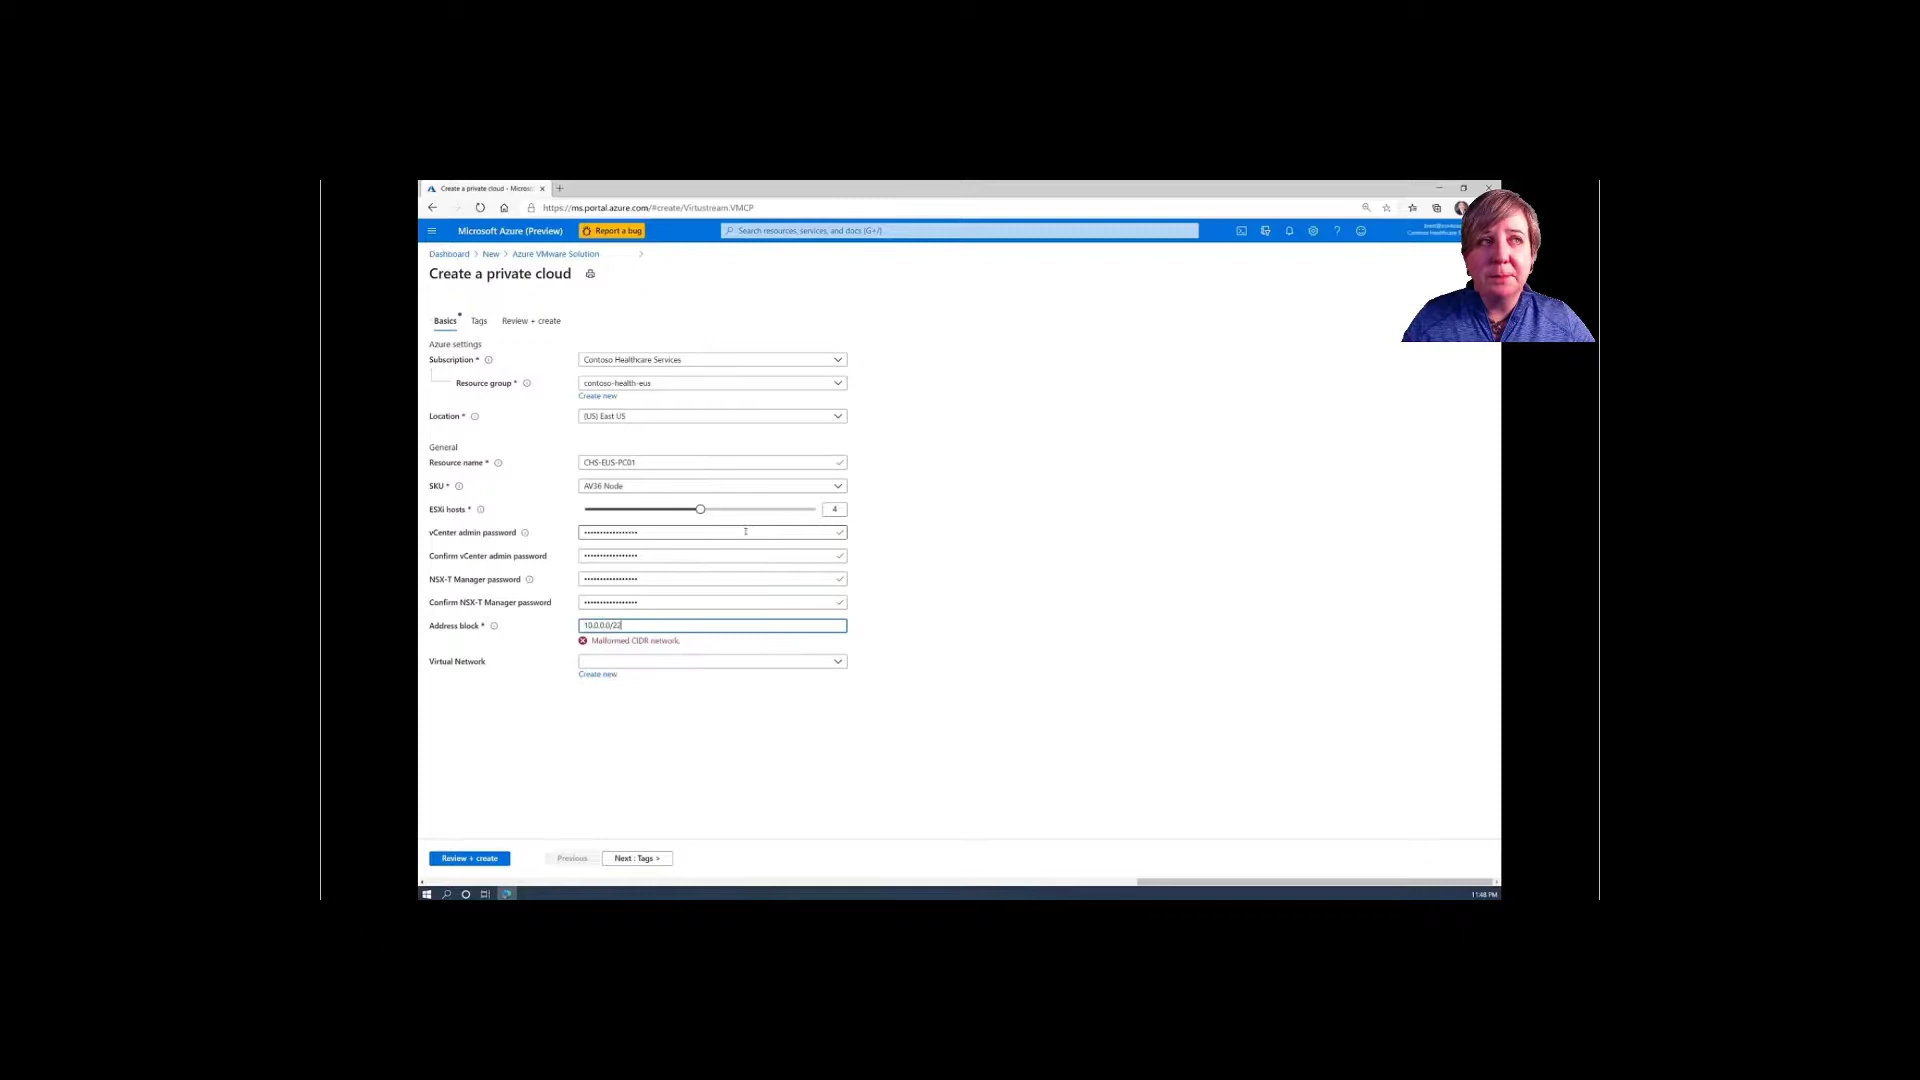 Create a private cloud - Microso
https://ms.portal.azure.com/#create/Virtustream.VMCP
Microsoft Azure (Preview)
Report a bug
Search resources, services, and docs (G+/)
Dashboard > New > Azure VMware Solution >
Create a private cloud
Basics Tags Review + create
Azure settings
Subscription * Contoso Healthcare Services
Resource group * contoso-health-eus
Create new
Location * (US) East US
General
Resource name * CHS-EUS-PC01
SKU * AV36 Node
ESXi hosts * 4
vCenter admin password
Confirm vCenter admin password
NSX-T Manager password
Confirm NSX-T Manager password
Address block * 10.0.0.0/22
Malformed CIDR network.
Virtual Network
Create new
Review + create Previous Next : Tags >
11:48 PM